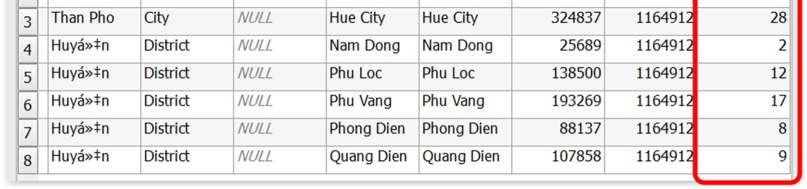 3 Than Pho City NULL Hue City Hue City 324837 1164912 28
4 Huyá»‡n District NULL Nam Dong Nam Dong 25689 1164912 2
5 Huyá»‡n District NULL Phu Loc Phu Loc 138500 1164912 12
6 Huyá»‡n District NULL Phu Vang Phu Vang 193269 1164912 17
7 Huyá»‡n District NULL Phong Dien Phong Dien 88137 1164912 8
8 Huyá»‡n District NULL Quang Dien Quang Dien 107858 1164912 9